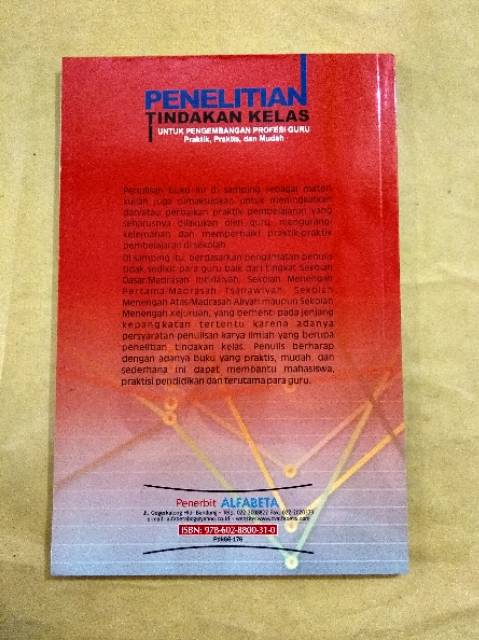 PENELITIAN
TINDAKAN KELAS
UNTUK PENGEMBANGAN PROFESI GURU
Praktik, Praktis, dan Mudah
Penulisan buku ini di samping sebagai materi
kuliah juga dimaksudkan untuk meningkatkan
dan/atau perbaikan praktik pembelajaran yang
seharusnya dilakukan oleh guru, mengurangi
kelemahan dan memperbaiki praktik-praktik
pembelajaran di sekolah.
Di samping itu, berdasarkan pengamatan penulis
tidak sedikit para guru baik dari tingkat Sekolah
Dasar/Madrasah Ibtidaiyah, Sekolah Menengah
Pertama/Madrasah Tsanawiyah, Sekolah
Menengah Atas/Madrasah Aliyah maupun Sekolah
Menengah Kejuruan, yang berhenti pada jenjang
kepangkatan tertentu karena adanya
persyaratan penulisan karya ilmiah yang berupa
penelitian tindakan kelas. Penulis berharap
dengan adanya buku yang praktis, mudah, dan
sederhana ini dapat membantu mahasiswa,
praktisi pendidikan dan terutama para guru.
Penerbit ALFABETA
Jl. Gegerkalong Hilir Bandung - Telp. 022
ISBN: 978-602-8800-31-0